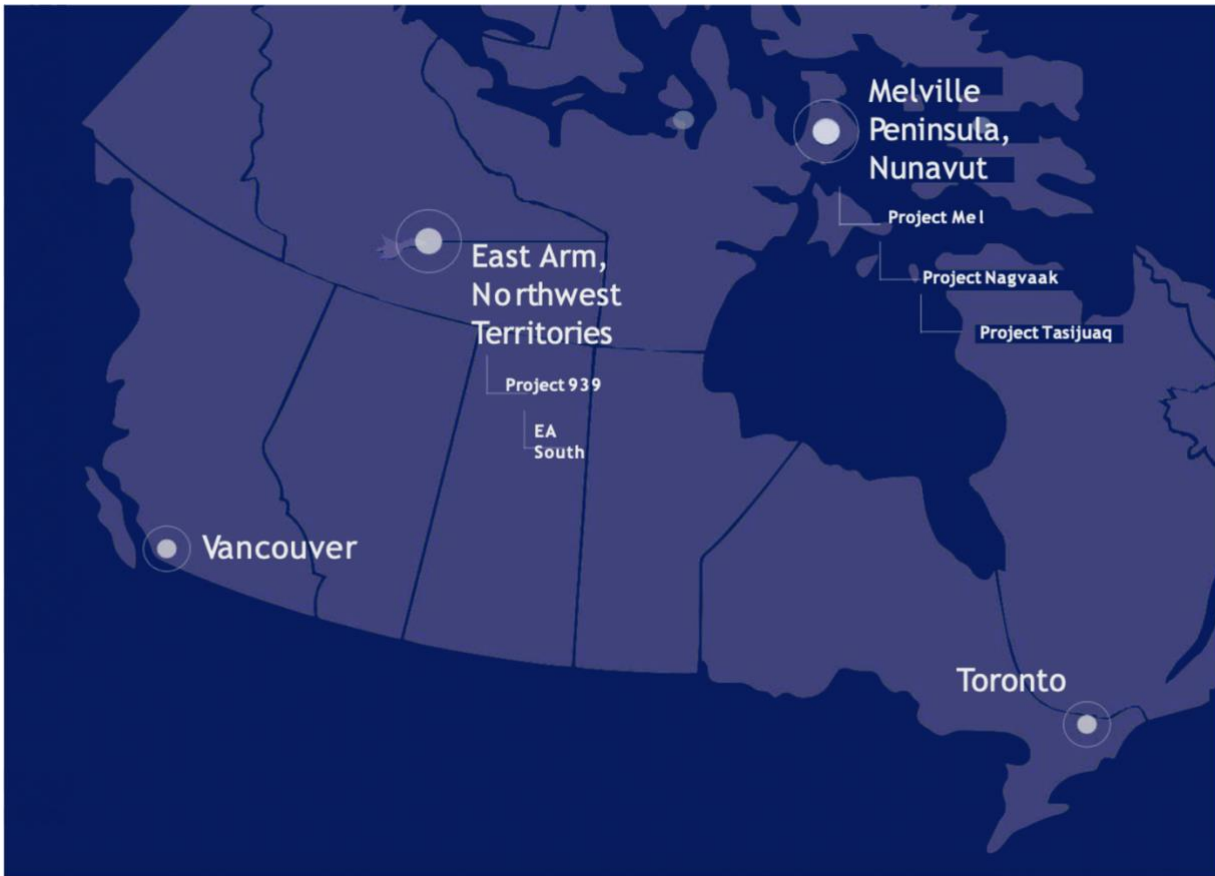 Melville
Peninsula,
Nunavut
Project Mel
Project Nagvaak
Project Tasijuaq
East Arm,
Northwest
Territories
Project 939
EA
South
Vancouver
Toronto